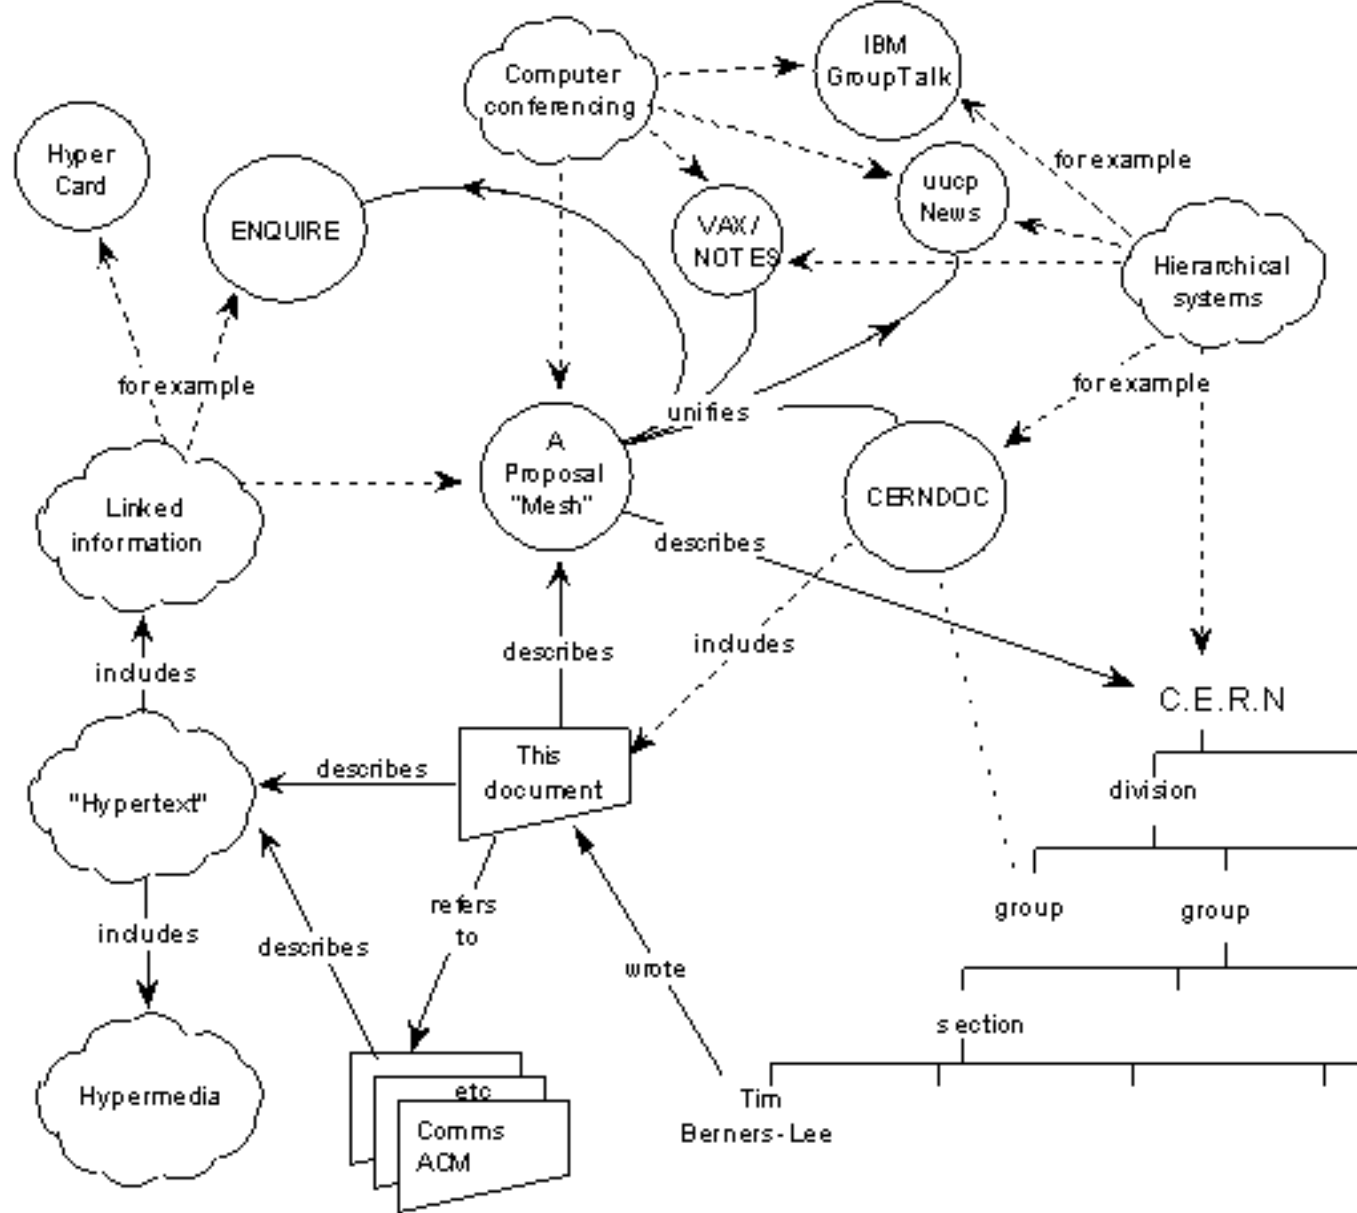 IBM
GroupTalk
Computer
conferencing
Hyper
Card
for example
uucp
News
ENQUIRE
VAX/
NOTES
Hierarchical
systems
for example
for example
unifies
A
Proposal
"Mesh"
CERNDOC
Linked
information
describes
includes
describes
includes
C.E.R.N
This
document
describes
"Hypertext"
division
refers
to
group
group
includes
describes
wrote
section
Hypermedia
etc
Tim
Berners-Lee
Comms
ACM